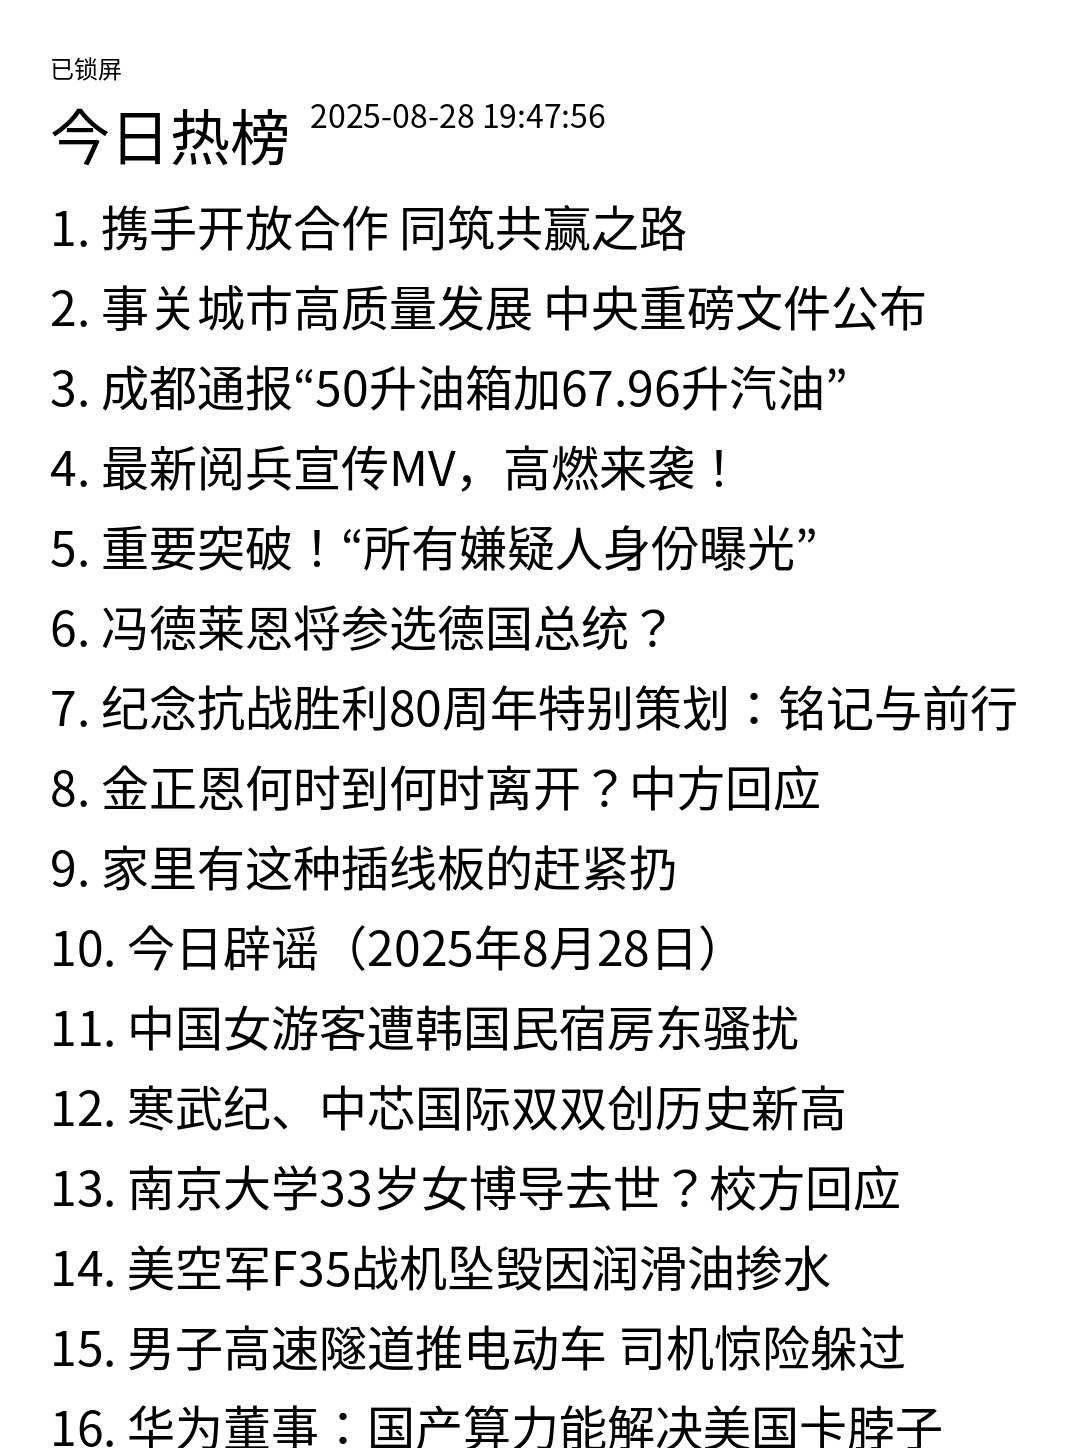 已锁屏
今日热榜 2025-08-28 19:47:56
1. 携手开放合作 同筑共赢之路
2. 事关城市高质量发展 中央重磅文件公布
3. 成都通报“50升油箱加67.96升汽油”
4. 最新阅兵宣传MV，高燃来袭！
5. 重要突破！“所有嫌疑人身份曝光”
6. 冯德莱恩将参选德国总统？
7. 纪念抗战胜利80周年特别策划：铭记与前行
8. 金正恩何时到何时离开？中方回应
9. 家里有这种插线板的赶紧扔
10. 今日辟谣（2025年8月28日）
11. 中国女游客遭韩国民宿房东骚扰
12. 寒武纪、中芯国际双双创历史新高
13. 南京大学33岁女博导去世？校方回应
14. 美空军F35战机坠毁因润滑油掺水
15. 男子高速隧道推电动车 司机惊险躲过
16. 华为董事：国产算力能解决美国卡脖子